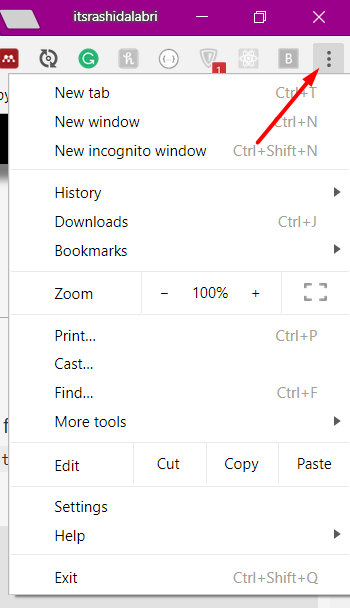 itsrashidalabri
1
B
New tab Ctrl+T
New window Ctrl+N
New incognito window Ctrl+Shift+N
History
Downloads Ctrl+J
Bookmarks
Zoom − 100% +
Print... Ctrl+P
Cast...
Find... Ctrl+F
More tools
Edit Cut Copy Paste
Settings
Help
Exit Ctrl+Shift+Q